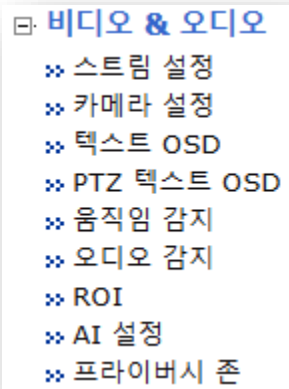 비디오 & 오디오
스트림 설정
카메라 설정
텍스트 OSD
PTZ 텍스트 OSD
움직임 감지
오디오 감지
ROI
AI 설정
프라이버시 존